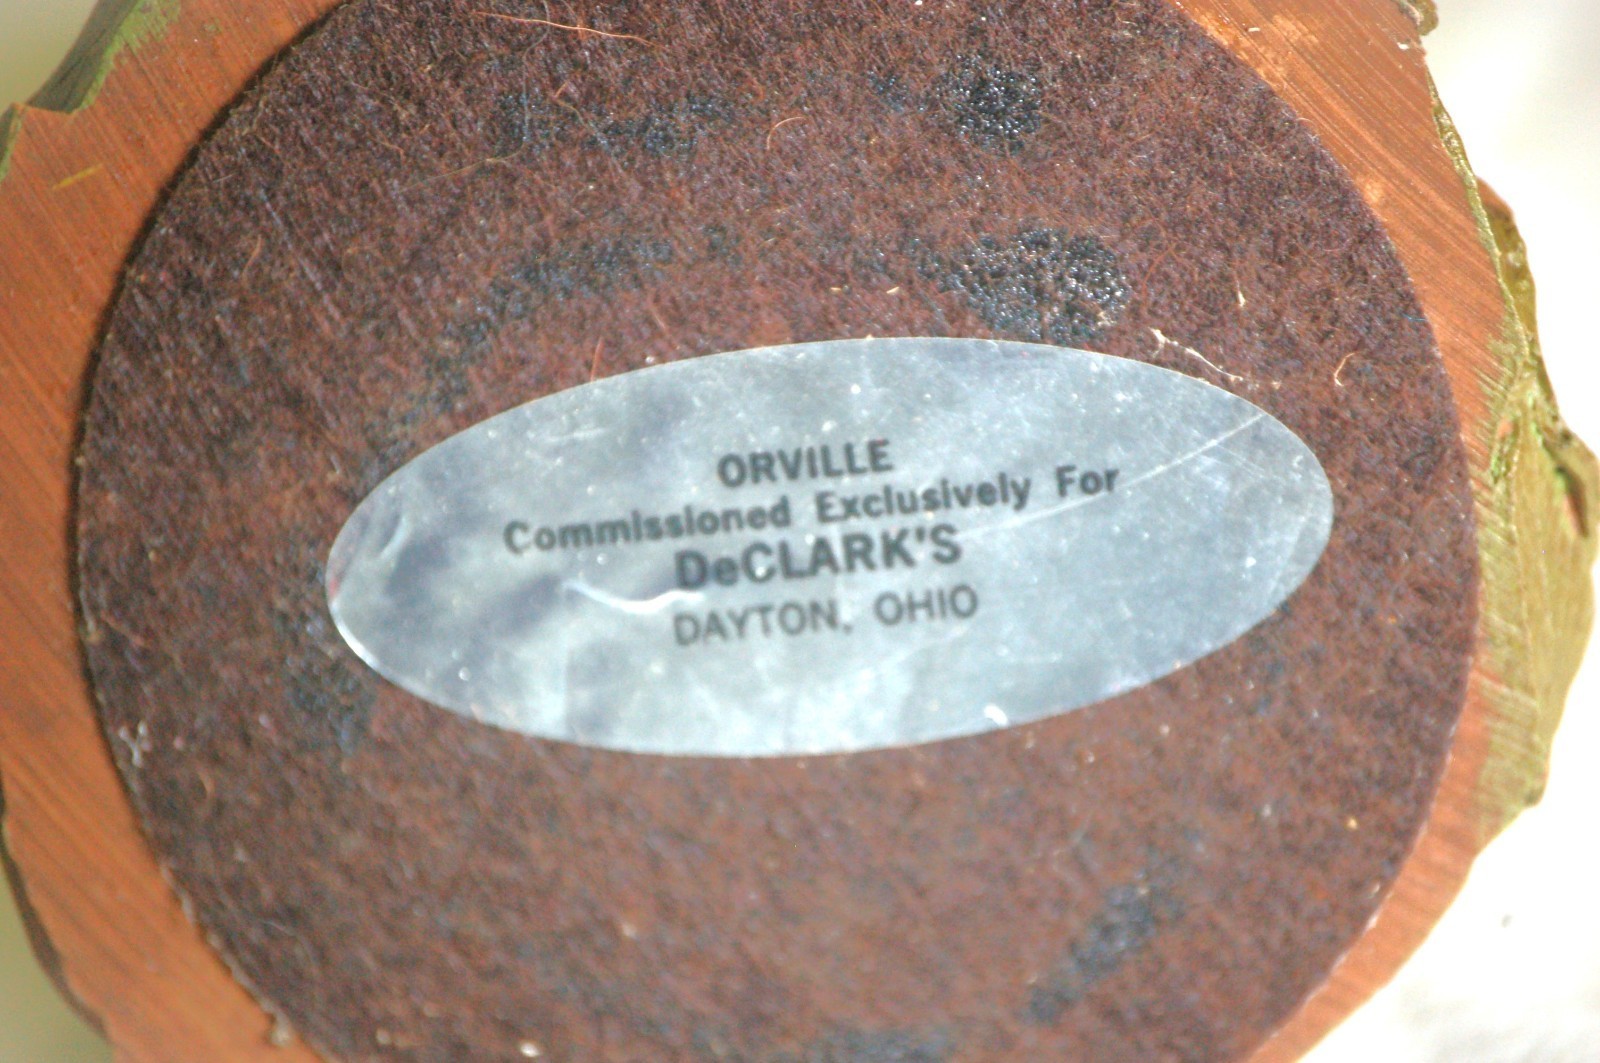 ORVILLE
Commissioned Exclusively For
DeCLARK'S
DAYTON, OHIO